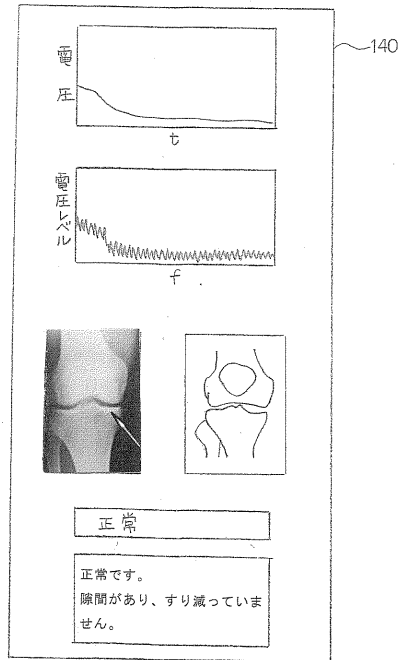 140
電圧
t
電圧レベル
f
正常
正常です。
隙間があり、すり減っていま
せん。